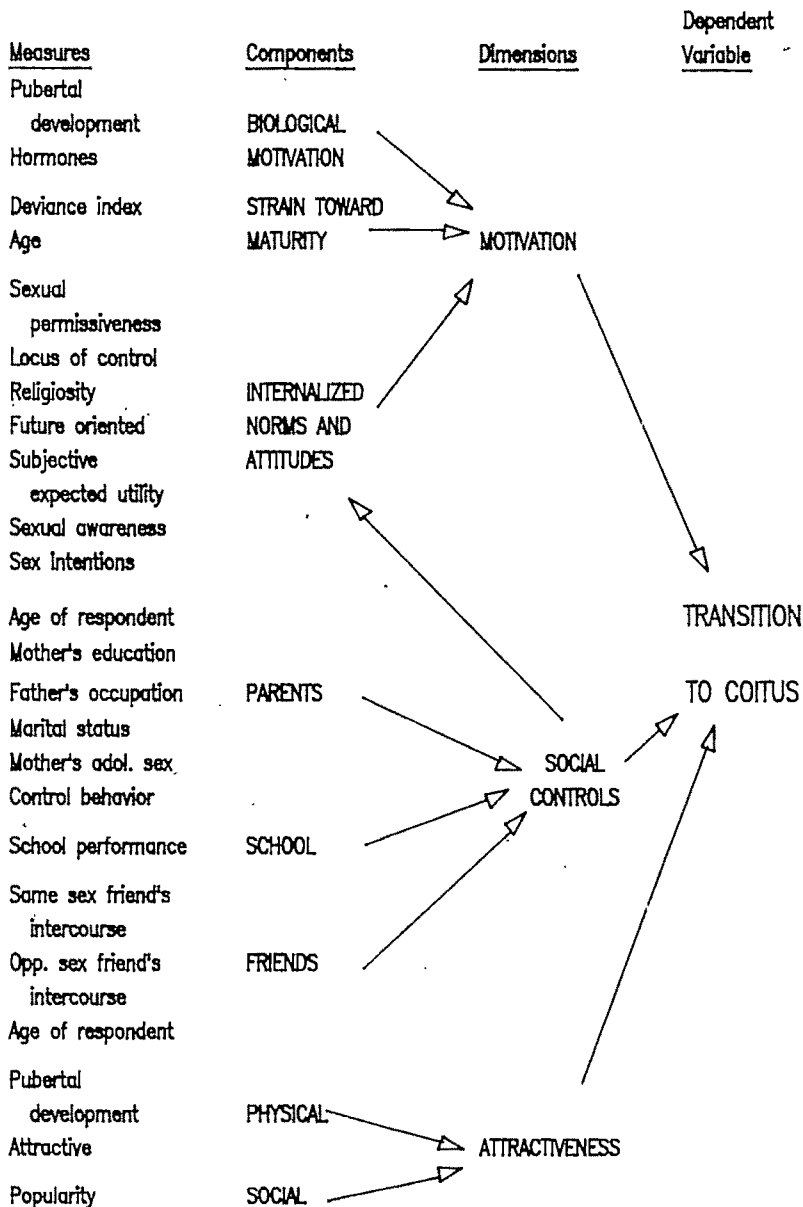 Dependent
Measures Components Dimensions Variable
Pubertal
development BIOLOGICAL
Hormones MOTIVATION
Deviance index STRAIN TOWARD
Age MATURITY MOTIVATION
Sexual
permissiveness
Locus of control
Religiosity INTERNALIZED
Future oriented NORMS AND
Subjective ATTITUDES
expected utility
Sexual awareness
Sex Intentions
Age of respondent TRANSITION
Mother's education
Father's occupation PARENTS TO COITUS
Marital status
Mother's adol. sex SOCIAL
Control behavior CONTROLS
School performance SCHOOL
Same sex friend's
intercourse
Opp. sex friend's FRIENDS
intercourse
Age of respondent
Pubertal
development PHYSICAL
Attractive ATTRACTIVENESS
Popularity SOCIAL